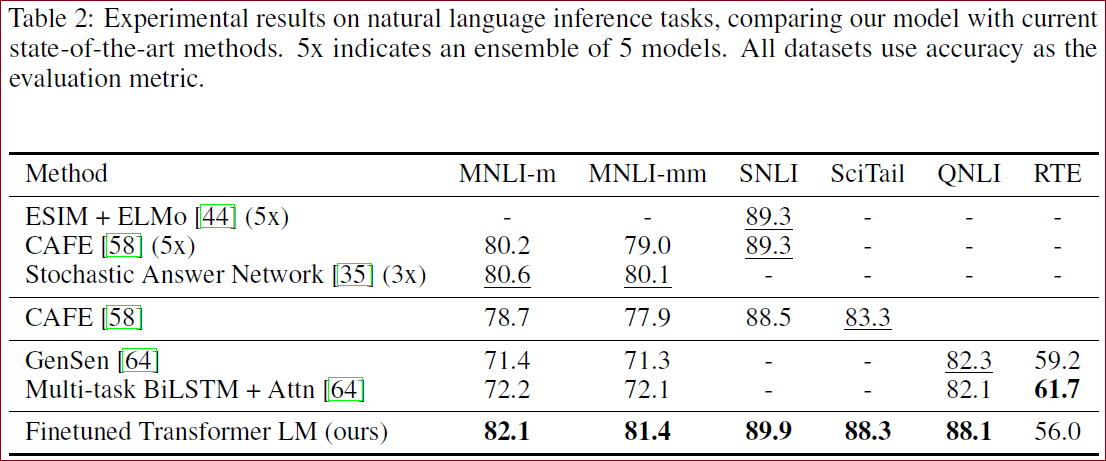 Table 2: Experimental results on natural language inference tasks, comparing our model with current
state-of-the-art methods. 5x indicates an ensemble of 5 models. All datasets use accuracy as the
evaluation metric.
Method MNLI-m MNLI-mm SNLI SciTail QNLI RTE
ESIM + ELMo [44] (5x) - - 89.3 - - -
CAFE [58] (5x) 80.2 79.0 89.3 - - -
Stochastic Answer Network [35] (3x) 80.6 80.1 - - - -
CAFE [58] 78.7 77.9 88.5 83.3
GenSen [64] 71.4 71.3 - - 82.3 59.2
Multi-task BiLSTM + Attn [64] 72.2 72.1 - - 82.1 61.7
Finetuned Transformer LM (ours) 82.1 81.4 89.9 88.3 88.1 56.0